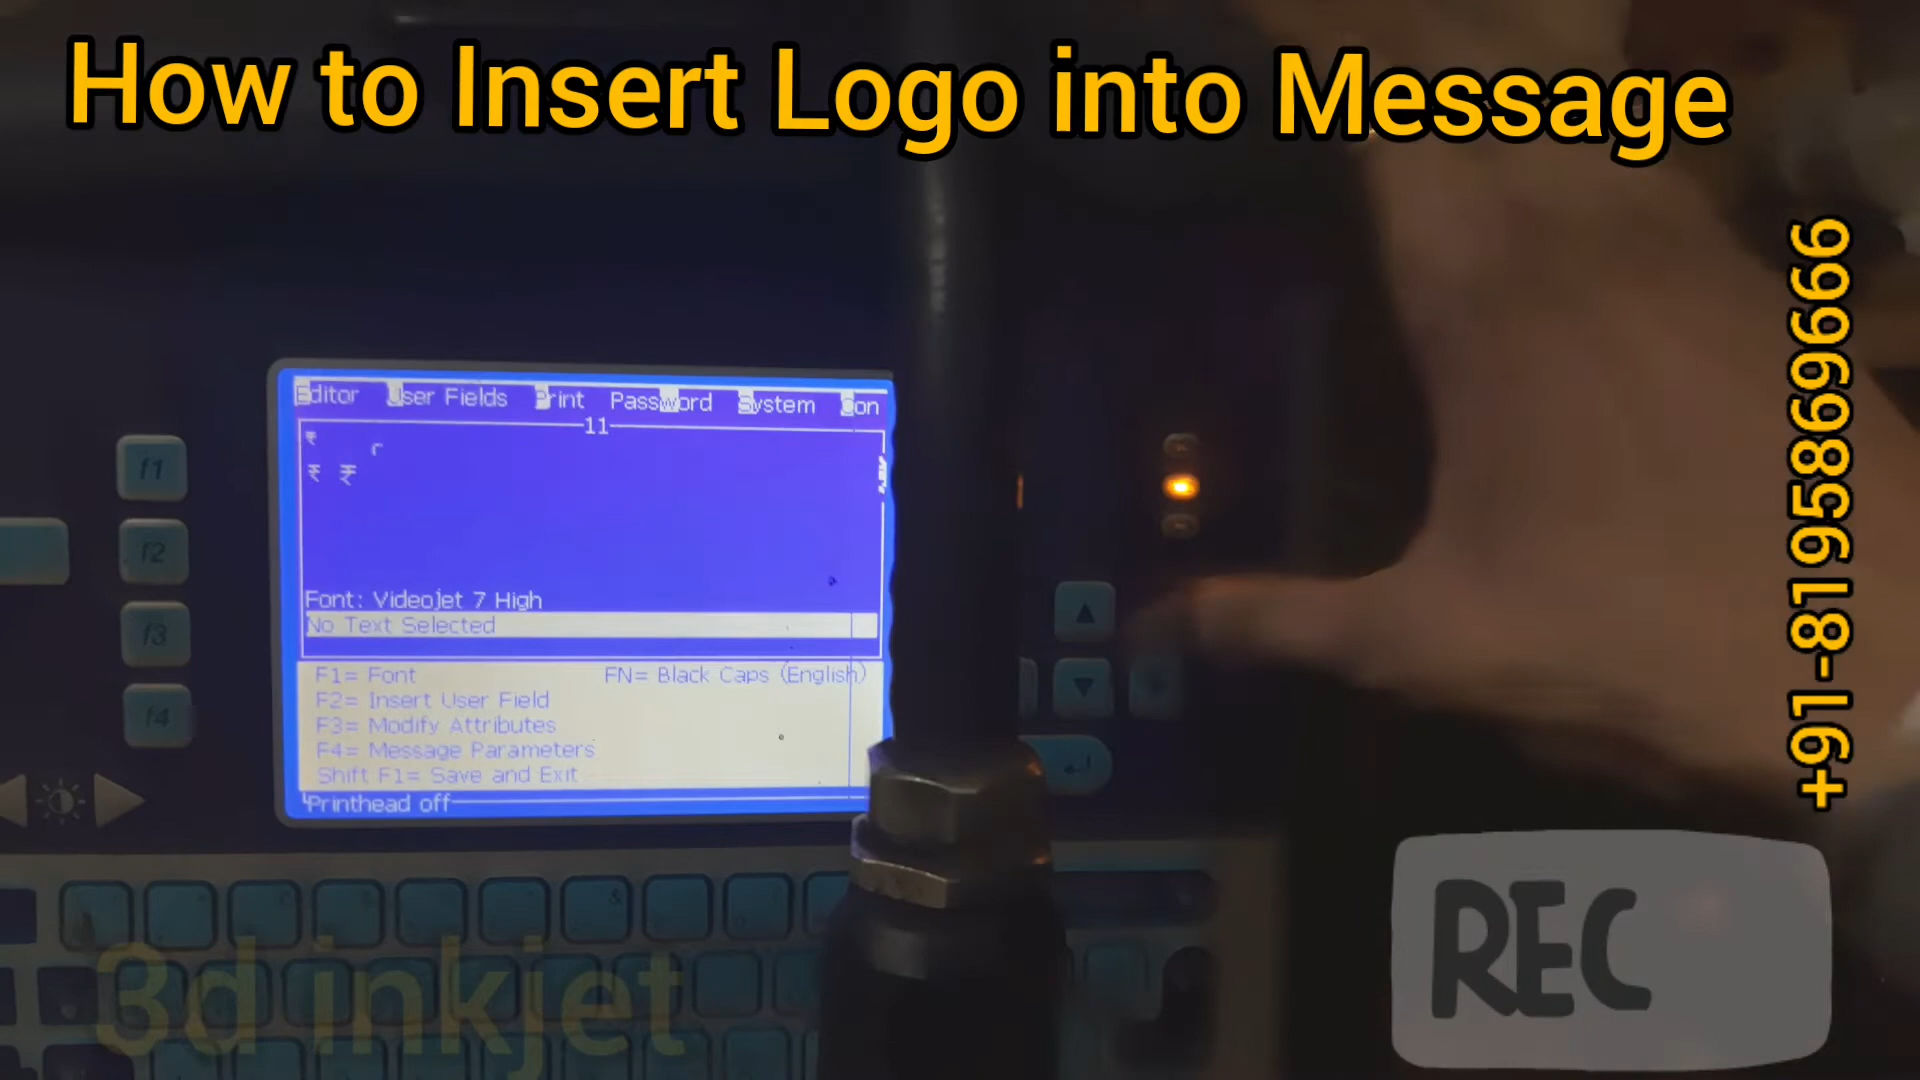 How to Insert Logo into Message
+91-8195869666
Editor User Fields Print Password System Con
11
₹
₹ ₹
Font: Videojet 7 High
No Text Selected
F1= Font FN= Black Caps (English)
F2= Insert User Field
F3= Modify Attributes
F4= Message Parameters
Shift F1= Save and Exit
Printhead off
f1
f2
f3
f4
REC
3d inkjet